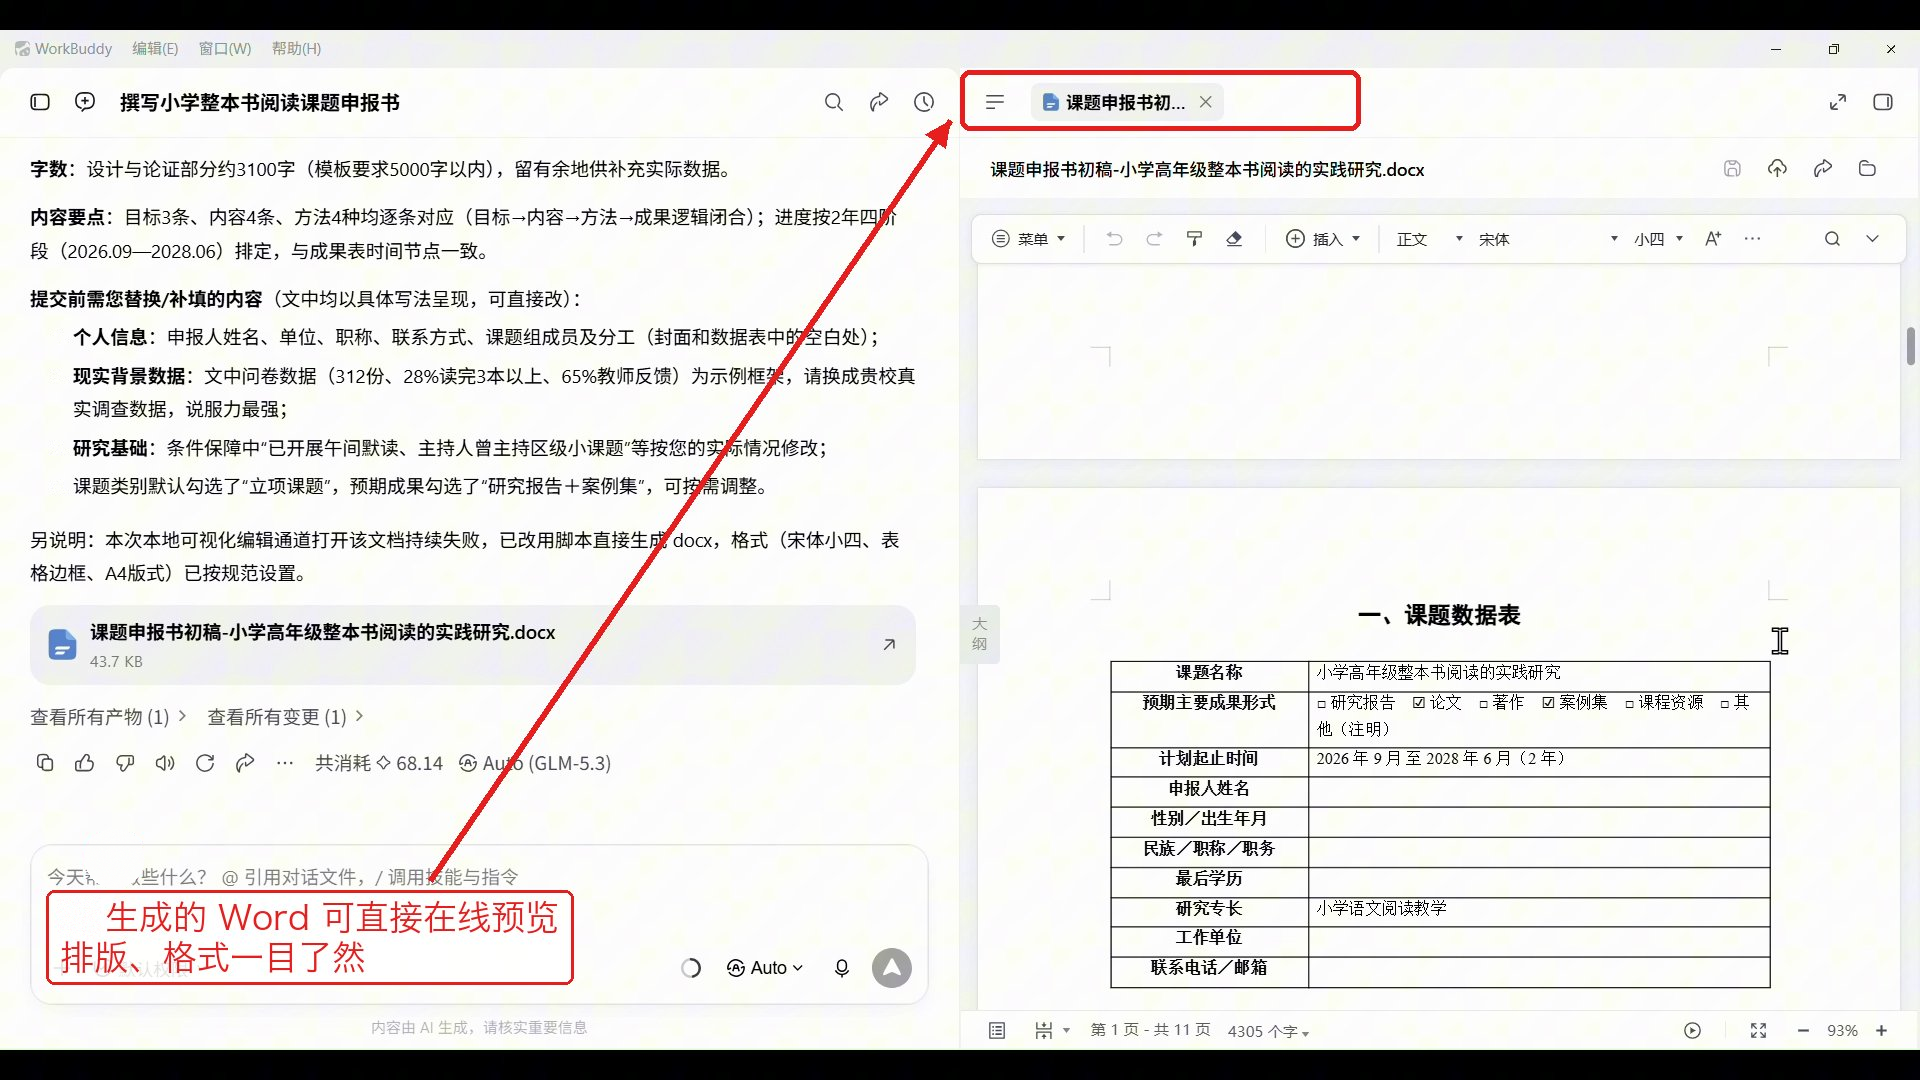 WorkBuddy 编辑(E) 窗口(W) 帮助(H)
撰写小学整本书阅读课题申报书
字数：设计与论证部分约3100字（模板要求5000字以内），留有余地供补充实际数据。
内容要点：目标3条、内容4条、方法4种均逐条对应（目标→内容→方法→成果逻辑闭合）；进度按2年四阶
段（2026.09—2028.06）排定，与成果表时间节点一致。
提交前需您替换/补填的内容（文中均以具体写法呈现，可直接改）：
个人信息：申报人姓名、单位、职称、联系方式、课题组成员及分工（封面和数据表中的空白处）；
现实背景数据：文中问卷数据（312份、28%读完3本以上、65%教师反馈）为示例框架，请换成贵校真
实调查数据，说服力最强；
研究基础：条件保障中“已开展午间默读、主持人曾主持区级小课题”等按您的实际情况修改；
课题类别默认勾选了“立项课题”，预期成果勾选了“研究报告＋案例集”，可按需调整。
另说明：本次本地可视化编辑通道打开该文档持续失败，已改用脚本直接生成 docx，格式（宋体小四、表
格边框、A4版式）已按规范设置。
课题申报书初稿-小学高年级整本书阅读的实践研究.docx
43.7 KB
查看所有产物 (1) 查看所有变更 (1)
共消耗 68.14 Auto (GLM-5.3)
今天 些什么？ @ 引用对话文件，/ 调用技能与指令
生成的 Word 可直接在线预览
排版、格式一目了然
Auto
内容由 AI 生成，请核实重要信息
课题申报书初...
课题申报书初稿-小学高年级整本书阅读的实践研究.docx
菜单 插入 正文 宋体 小四
大纲
一、课题数据表
课题名称 小学高年级整本书阅读的实践研究
预期主要成果形式 □ 研究报告 ☑ 论文 □ 著作 ☑ 案例集 □ 课程资源 □ 其
他（注明）
计划起止时间 2026 年 9 月 至 2028 年 6 月（2 年）
申报人姓名
性别／出生年月
民族／职称／职务
最后学历
研究专长 小学语文阅读教学
工作单位
联系电话／邮箱
第 1 页 - 共 11 页 4305 个字 93%